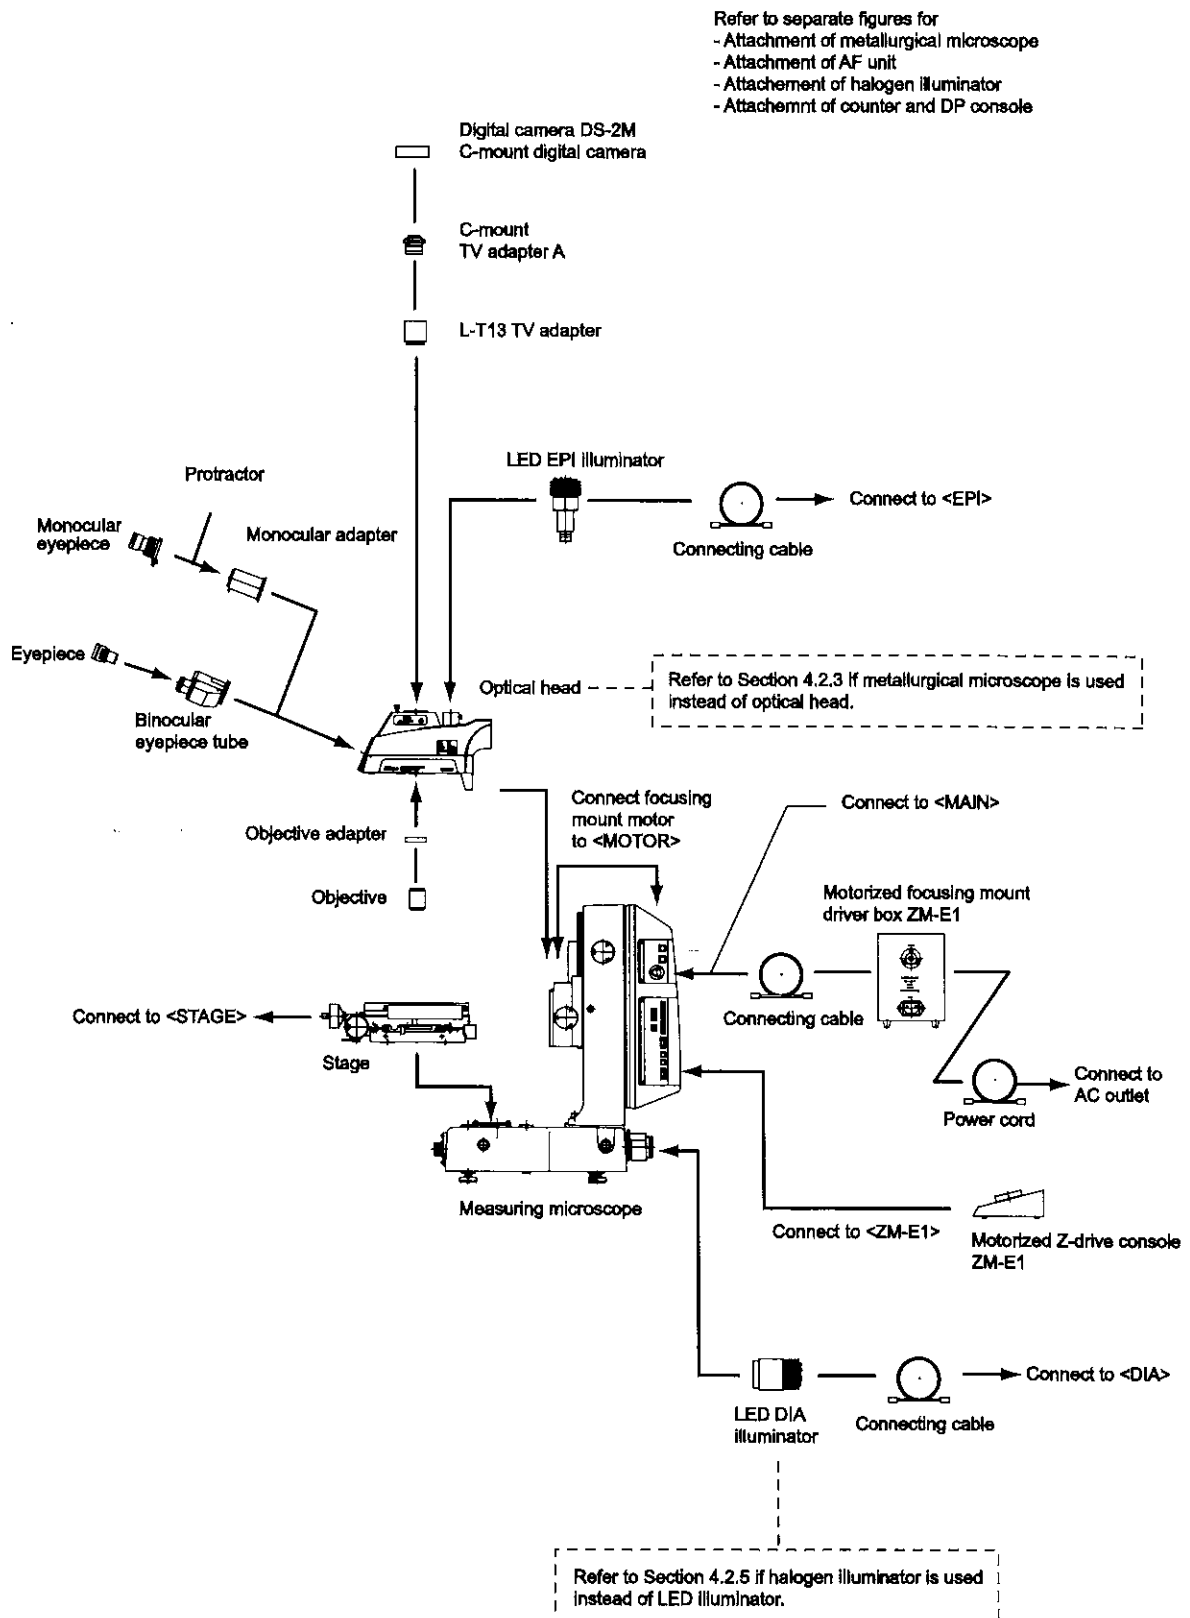 Refer to separate figures for
- Attachment of metallurgical microscope
- Attachment of AF unit
- Attachement of halogen illuminator
- Attachemnt of counter and DP console
Digital camera DS-2M
C-mount digital camera
C-mount
TV adapter A
L-T13 TV adapter
LED EPI illuminator
Protractor
Connect to <EPI>
Monocular
eyepiece
Monocular adapter
Connecting cable
Eyepiece
Optical head
Refer to Section 4.2.3 if metallurgical microscope is used
instead of optical head.
Binocular
eyepiece tube
Connect focusing
mount motor
to <MOTOR>
Connect to <MAIN>
Objective adapter
Objective
Motorized focusing mount
driver box ZM-E1
Connect to <STAGE>
Connecting cable
Stage
Connect to
AC outlet
Power cord
Measuring microscope
Connect to <ZM-E1>
Motorized Z-drive console
ZM-E1
Connect to <DIA>
LED DIA
illuminator
Connecting cable
Refer to Section 4.2.5 if halogen illuminator is used
instead of LED illuminator.